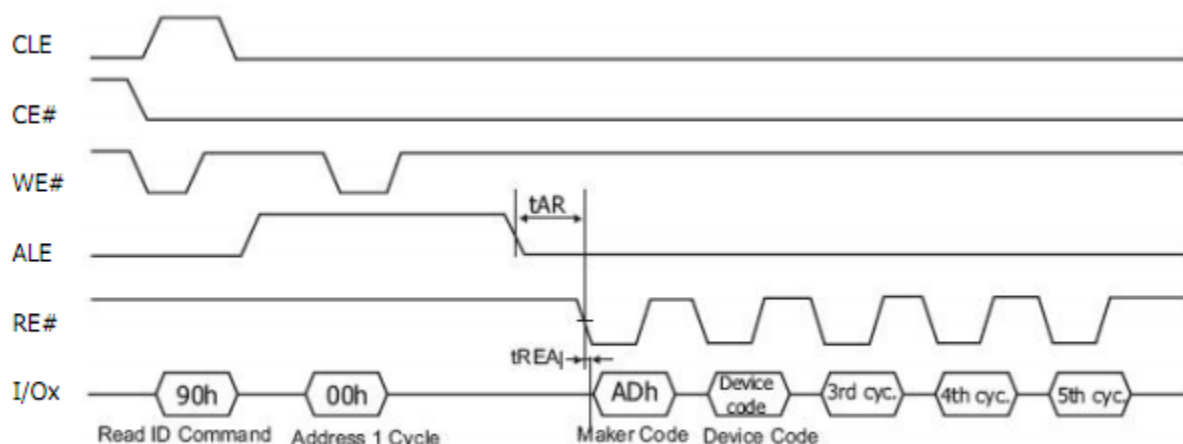 CLE
CE#
WE#
tAR
ALE
RE#
tREA
I/Ox
90h
00h
ADh
Device
code
3rd cyc.
4th cyc.
5th cyc.
Read ID Command
Address 1 Cycle
Maker Code
Device Code